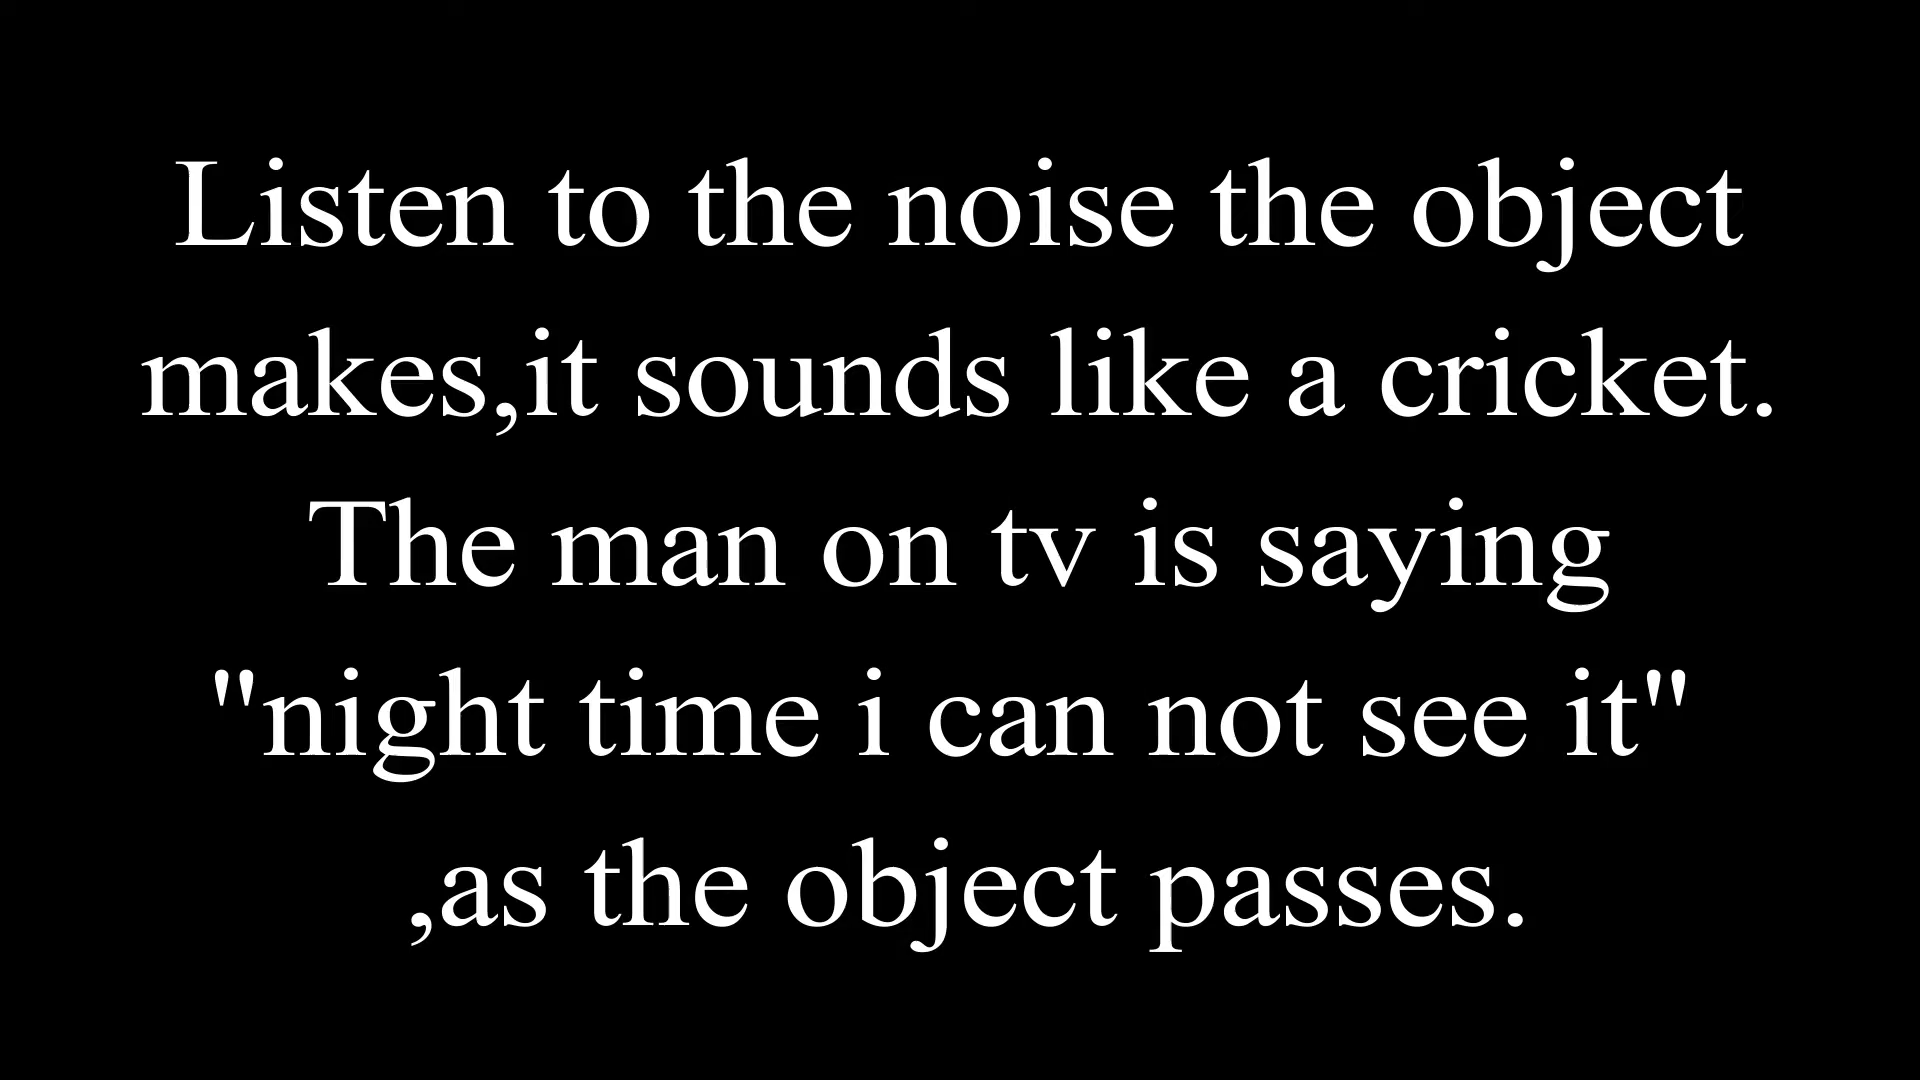 Listen to the noise the object
makes,it sounds like a cricket.
The man on tv is saying
"night time i can not see it"
,as the object passes.